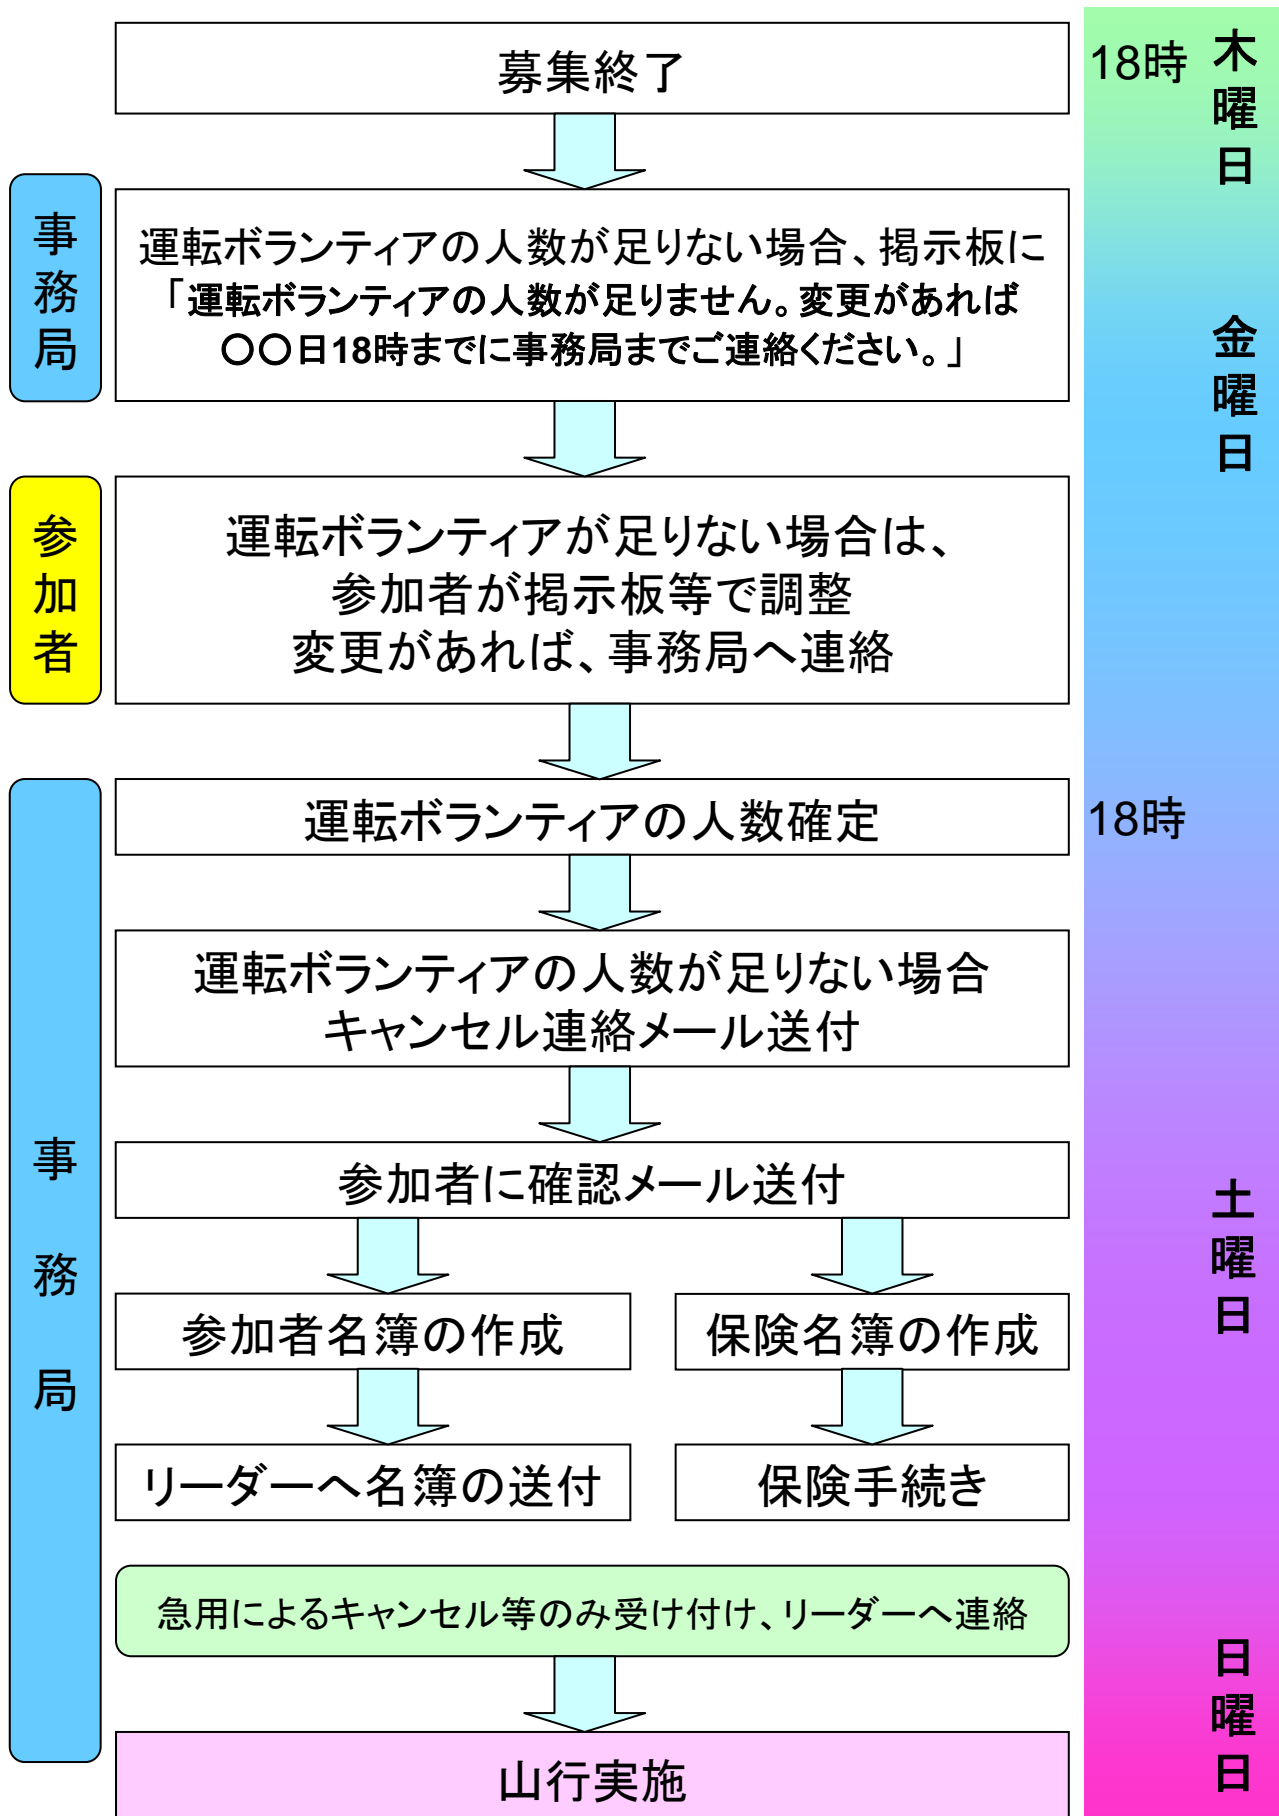 募集終了
18時
木曜日
事務局
運転ボランティアの人数が足りない場合、掲示板に
「運転ボランティアの人数が足りません。変更があれば
〇〇日18時までに事務局までご連絡ください。」
金曜日
参加者
運転ボランティアが足りない場合は、
参加者が掲示板等で調整
変更があれば、事務局へ連絡
事務局
運転ボランティアの人数確定
18時
運転ボランティアの人数が足りない場合
キャンセル連絡メール送付
参加者に確認メール送付
土曜日
参加者名簿の作成
保険名簿の作成
リーダーへ名簿の送付
保険手続き
急用によるキャンセル等のみ受け付け、リーダーへ連絡
日曜日
山行実施